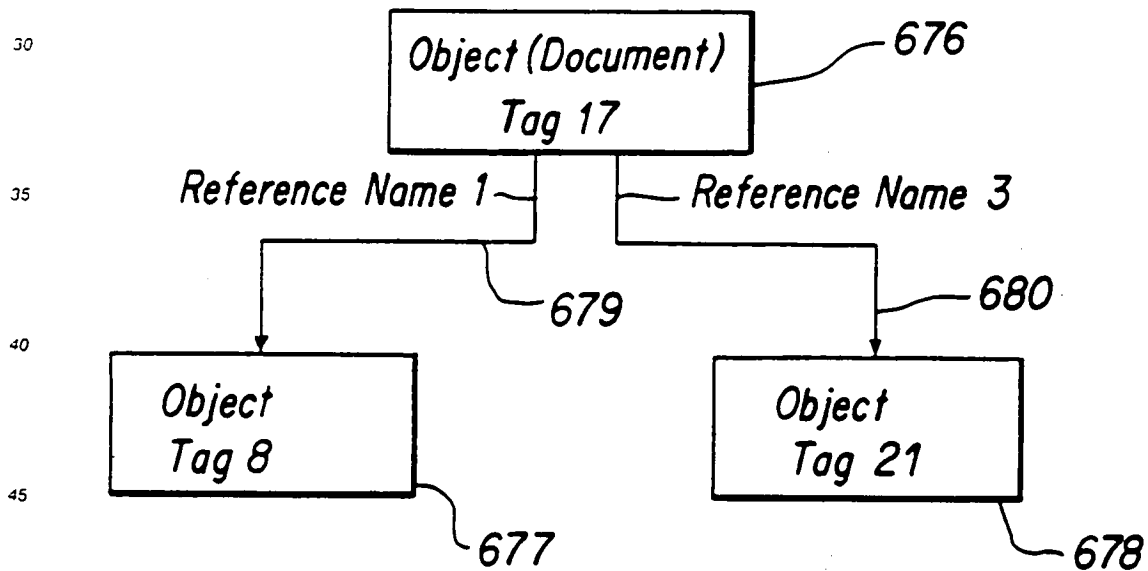 30
Object (Document)
Tag 17
676
35
Reference Name 1
Reference Name 3
679
680
40
Object
Tag 8
Object
Tag 21
45
677
678